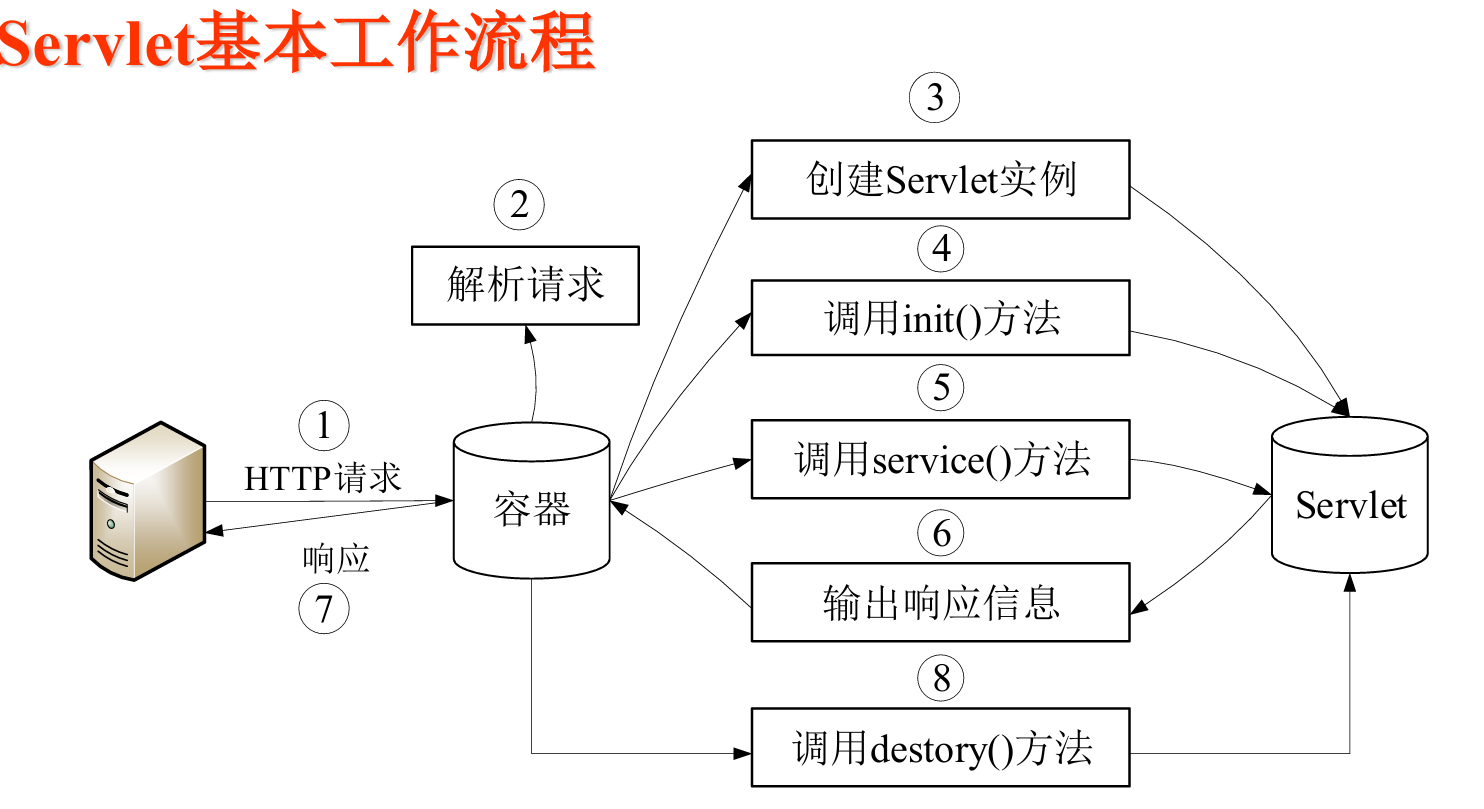 Servlet基本工作流程
③
创建Servlet实例
②
解析请求
④
调用init()方法
⑤
调用service()方法
①
HTTP请求
容器
Servlet
响应
⑦
⑥
输出响应信息
⑧
调用destory()方法